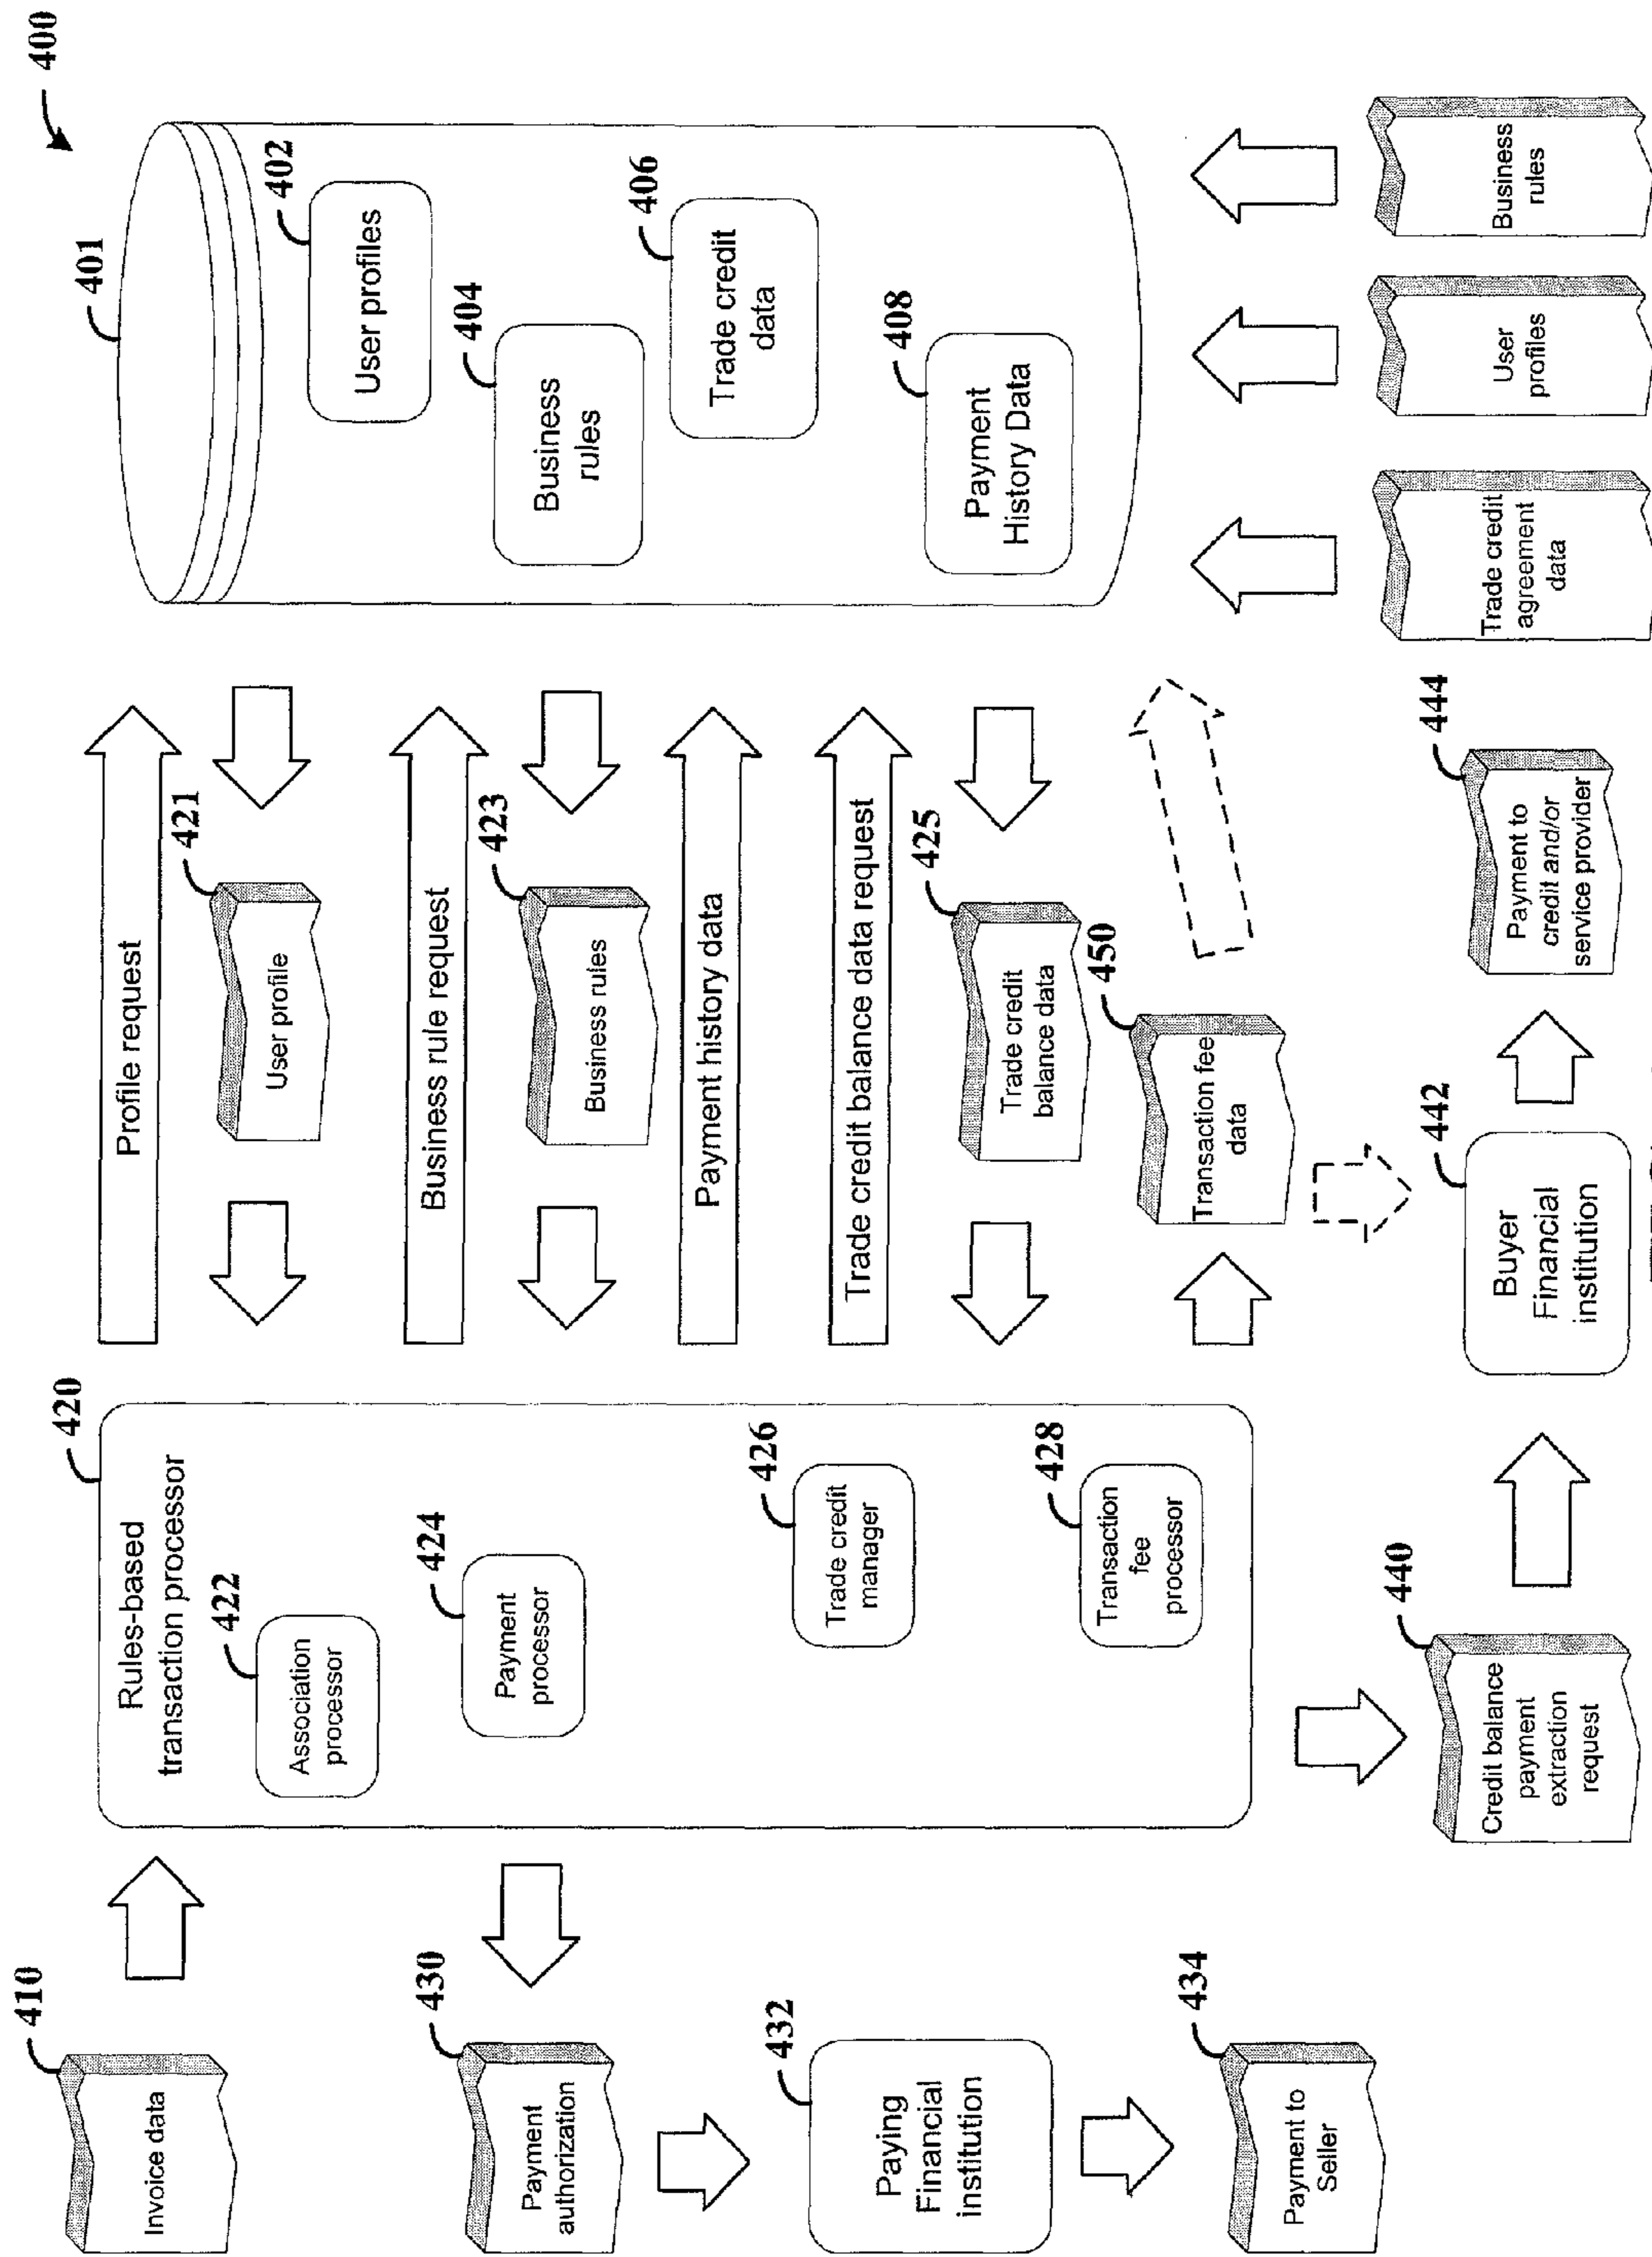 400
401
User profiles
402
Business
rules
404
Trade credit
data
406
Payment
History Data
408
Business
rules
User
profiles
Trade credit
agreement
data
Profile request
User profile
421
Business rule request
Business rules
423
Payment history data
Trade credit balance data request
Trade credit
balance data
425
Transaction fee
data
450
Rules-based
transaction processor
420
Association
processor
422
Payment
processor
424
Trade credit
manager
426
Transaction
fee
processor
428
Invoice data
410
Payment
authorization
430
Paying
Financial
institution
432
Payment to
Seller
434
Credit balance
payment
extraction
request
440
Buyer
Financial
institution
442
Payment to
credit and/or
service provider
444